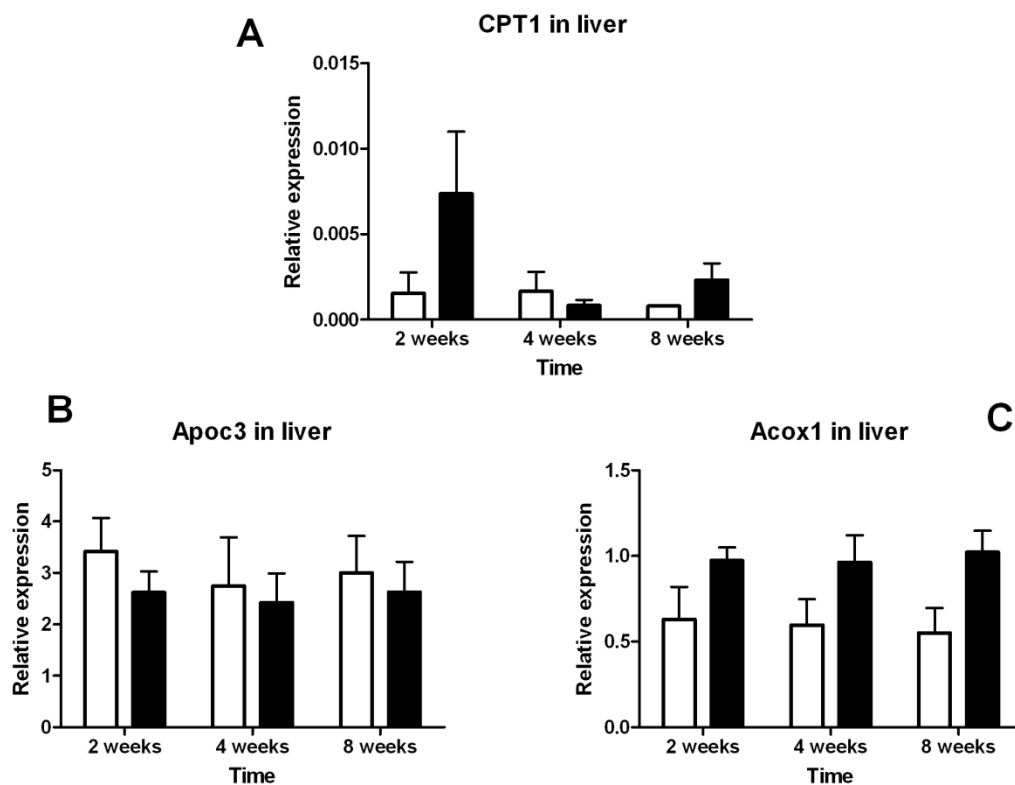 A
CPT1 in liver
Relative expression
0.015
0.010
0.005
0.000
2 weeks
4 weeks
8 weeks
Time
B
Apoc3 in liver
Relative expression
5
4
3
2
1
0
2 weeks
4 weeks
8 weeks
Time
C
Acox1 in liver
Relative expression
1.5
1.0
0.5
0.0
2 weeks
4 weeks
8 weeks
Time